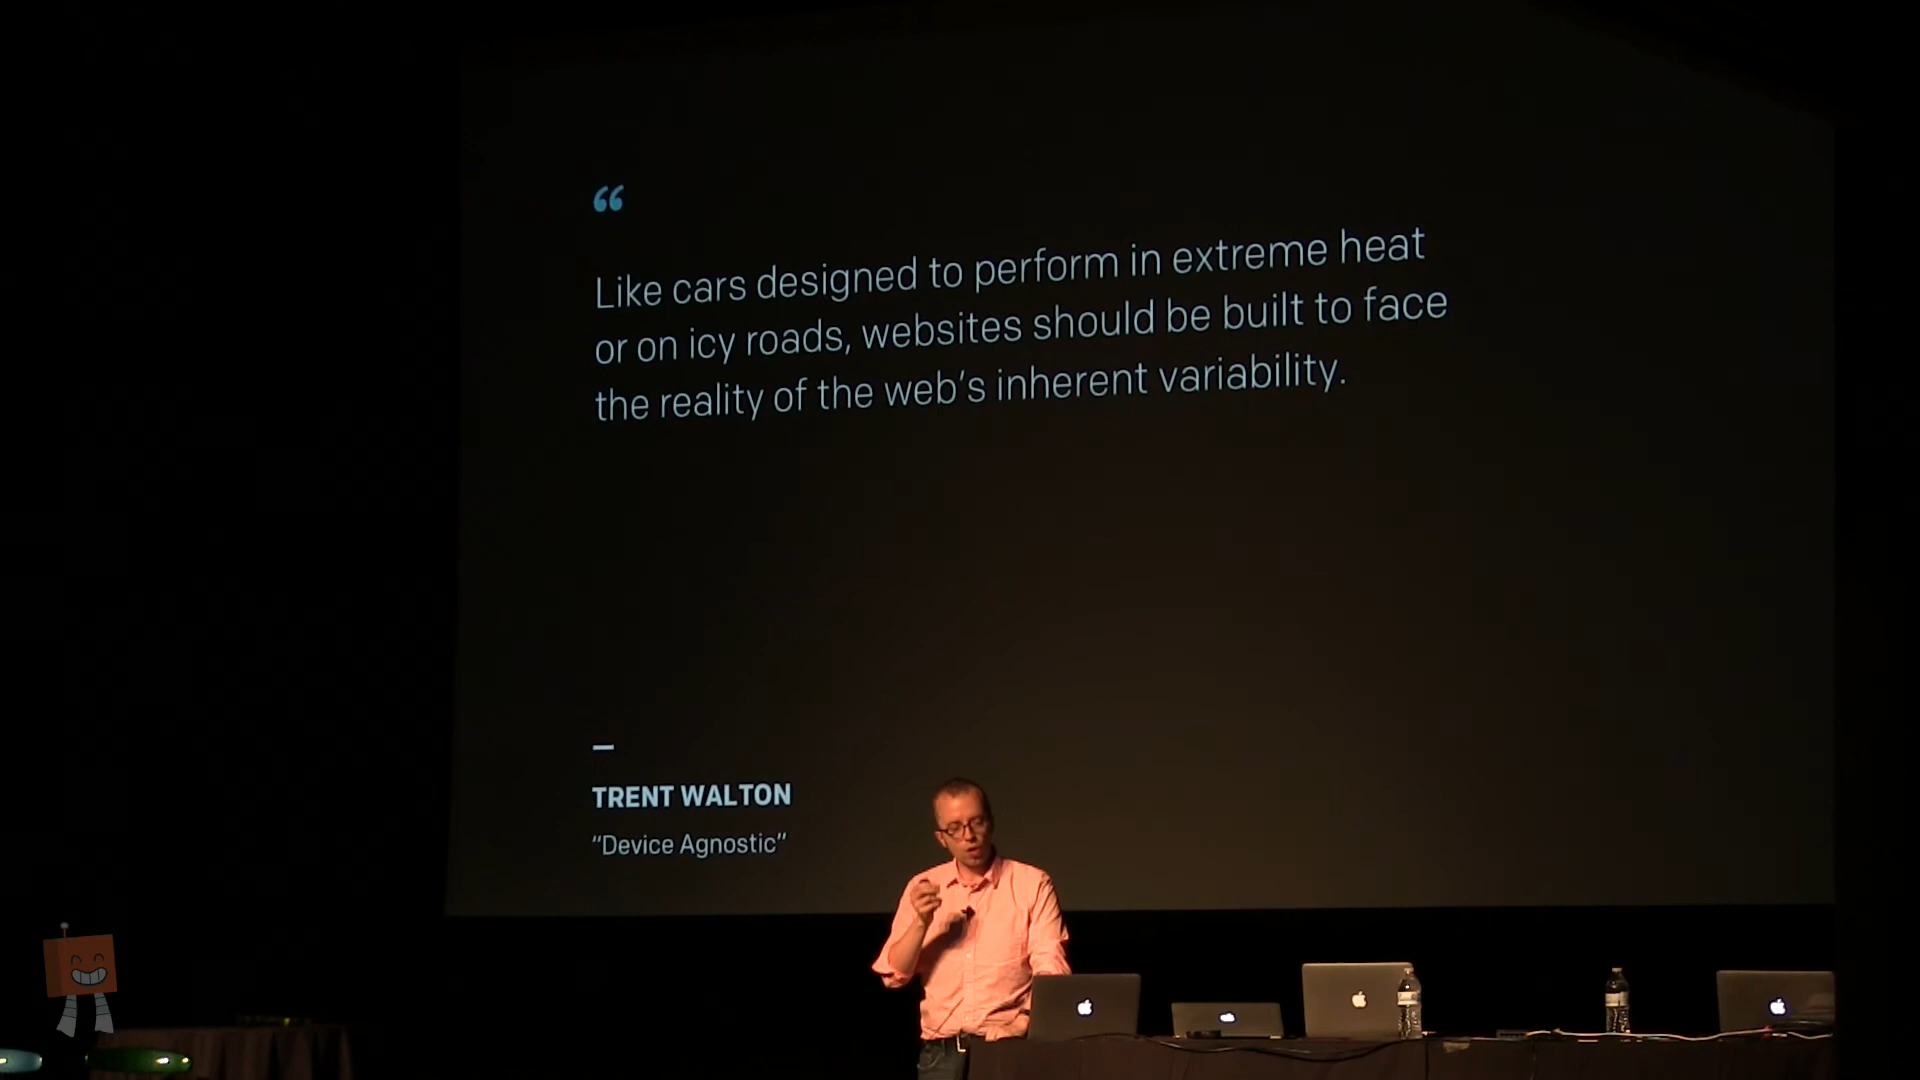 “
Like cars designed to perform in extreme heat
or on icy roads, websites should be built to face
the reality of the web’s inherent variability.
—
TRENT WALTON
“Device Agnostic”